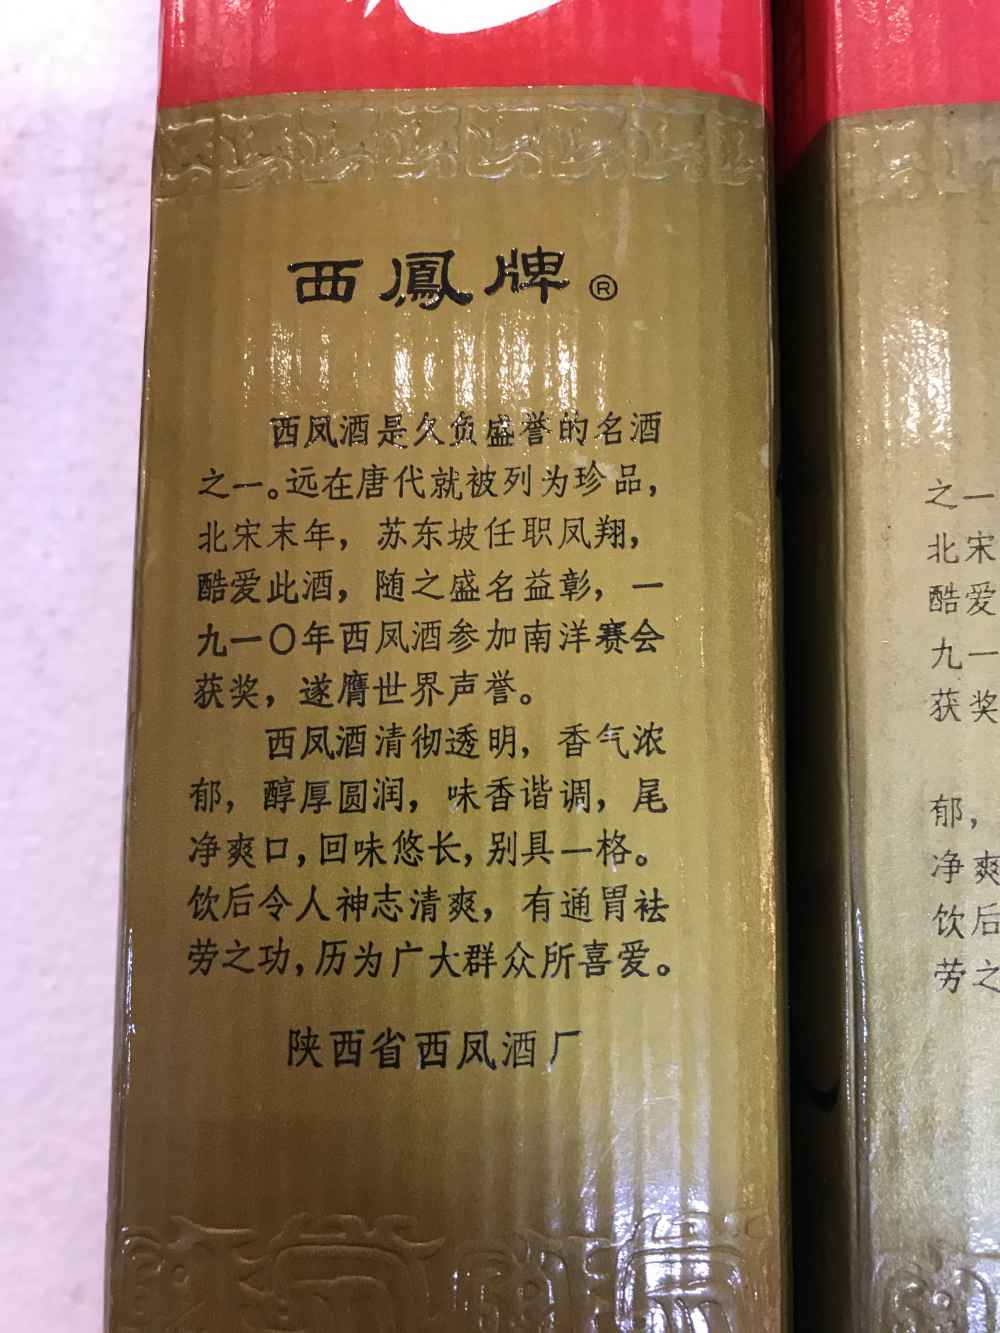 西鳳牌®
西凤酒是久负盛誉的名酒
之一。远在唐代就被列为珍品，
北宋末年，苏东坡任职凤翔，
酷爱此酒，随之盛名益彰，一
九一〇年西凤酒参加南洋赛会
获奖，遂膺世界声誉。
西凤酒清彻透明，香气浓
郁，醇厚圆润，味香谐调，尾
净爽口，回味悠长，别具一格。
饮后令人神志清爽，有通胃祛
劳之功，历为广大群众所喜爱。
陕西省西凤酒厂
之一
北宋
酷爱
九一
获奖
郁，
净爽
饮后
劳之